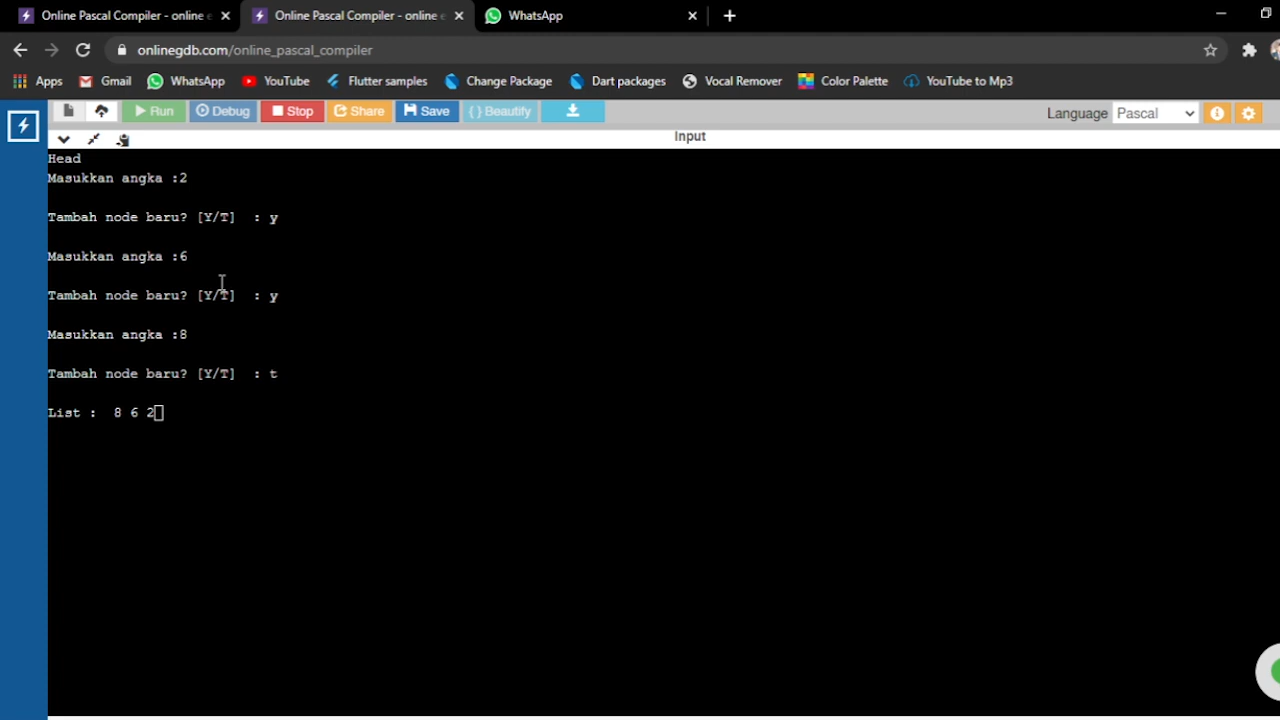 Online Pascal Compiler - online e
Online Pascal Compiler - online e
WhatsApp
onlinegdb.com/online_pascal_compiler
Apps Gmail WhatsApp YouTube Flutter samples Change Package Dart packages Vocal Remover Color Palette YouTube to Mp3
Run Debug Stop Share Save { } Beautify
Language Pascal
Input
Head
Masukkan angka :2
Tambah node baru? [Y/T]  : y
Masukkan angka :6
Tambah node baru? [Y/T]  : y
Masukkan angka :8
Tambah node baru? [Y/T]  : t
List :  8 6 2